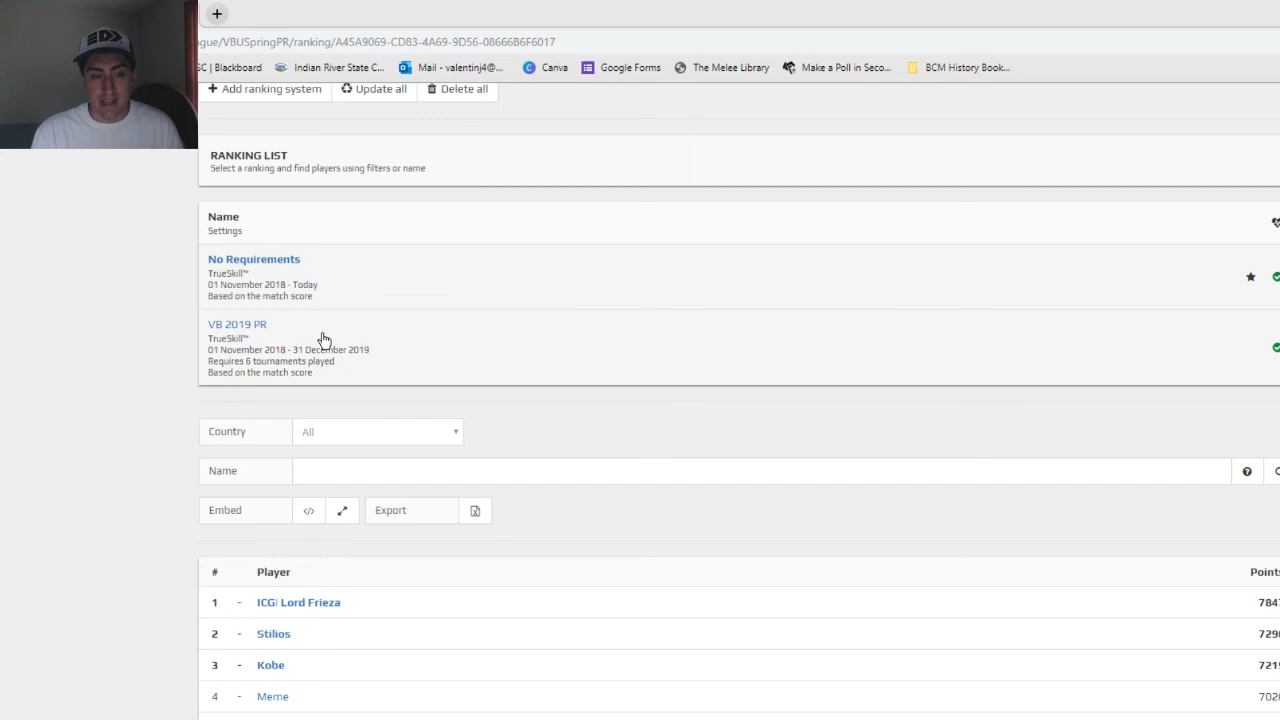 +
gue/VBUSpringPR/ranking/A45A9069-CD83-4A69-9D56-08666B6F6017
SC | Blackboard Indian River State C... Mail - valentinj4@... Canva Google Forms The Melee Library Make a Poll in Seco... BCM History Book...
+ Add ranking system Update all Delete all
RANKING LIST
Select a ranking and find players using filters or name
Name
Settings
No Requirements
TrueSkill™
01 November 2018 - Today
Based on the match score
VB 2019 PR
TrueSkill™
01 November 2018 - 31 December 2019
Requires 6 tournaments played
Based on the match score
Country All
Name
Embed </> Export
# Player Points
1 - ICG| Lord Frieza 784
2 - Stilios 729
3 - Kobe 721
4 - Meme 702